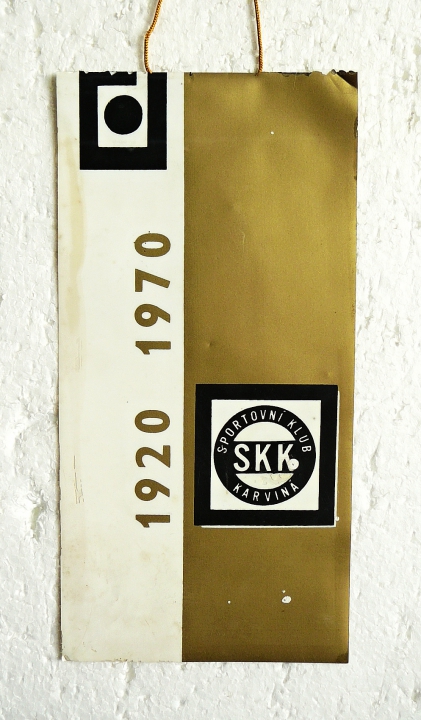 1920 1970
SPORTOVNÍ KLUB
SKK
KARVINÁ